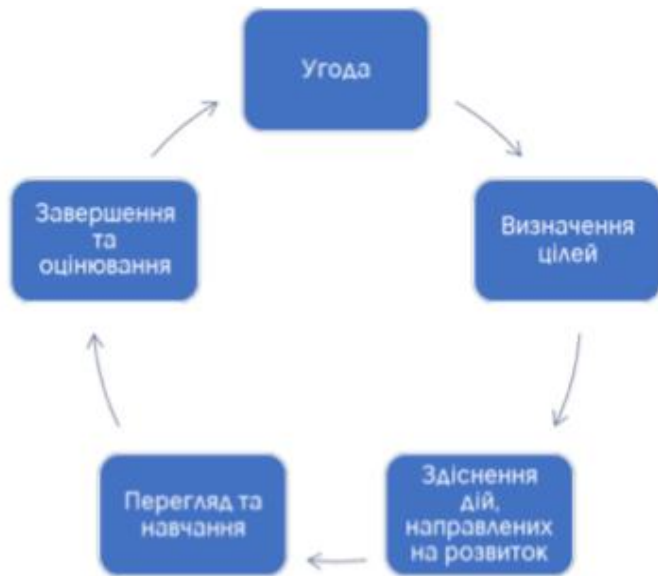 Угода
Визначення
цілей
Здіснення
дій,
направлених
на розвиток
Перегляд та
навчання
Завершення
та
оцінювання